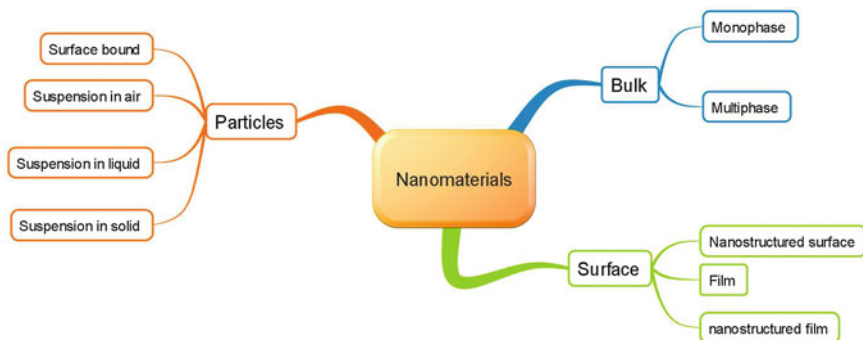 Surface bound
Suspension in air
Suspension in liquid
Suspension in solid
Particles
Nanomaterials
Bulk
Monophase
Multiphase
Surface
Nanostructured surface
Film
nanostructured film